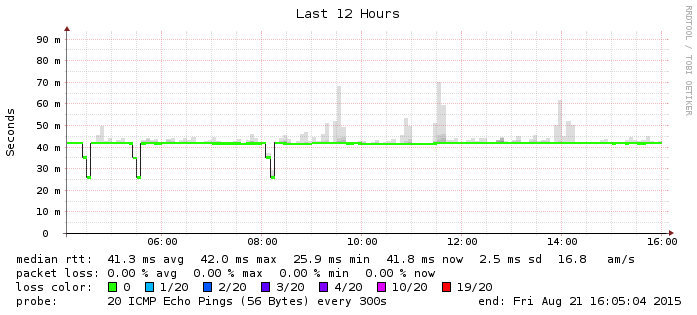 Last 12 Hours
RRDTOOL / TOBI OETIKER
Seconds
90 m
80 m
70 m
60 m
50 m
40 m
30 m
20 m
10 m
0
06:00 08:00 10:00 12:00 14:00 16:00
median rtt: 41.3 ms avg 42.0 ms max 25.9 ms min 41.8 ms now 2.5 ms sd 16.8 am/s
packet loss: 0.00 % avg 0.00 % max 0.00 % min 0.00 % now
loss color: 0 1/20 2/20 3/20 4/20 10/20 19/20
probe: 20 ICMP Echo Pings (56 Bytes) every 300s end: Fri Aug 21 16:05:04 2015